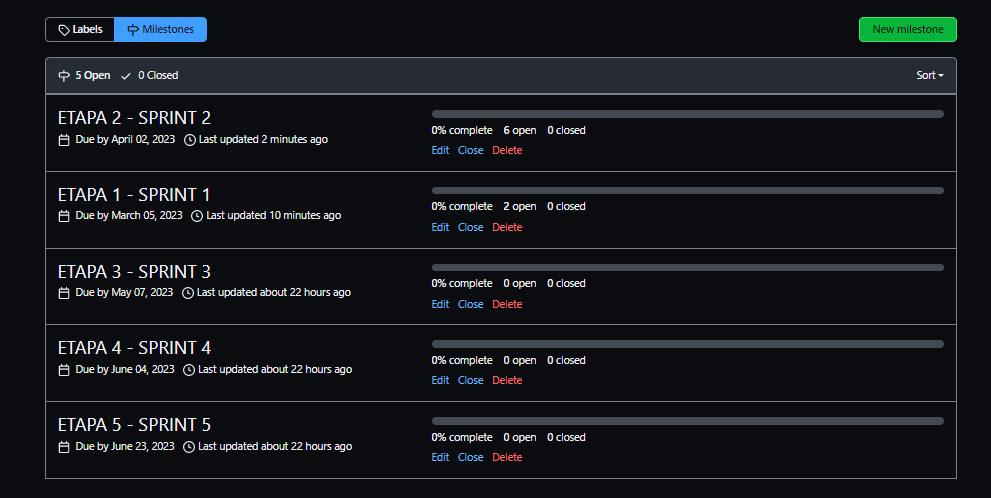 Labels Milestones New milestone
5 Open 0 Closed Sort
ETAPA 2 - SPRINT 2
Due by April 02, 2023 Last updated 2 minutes ago
0% complete 6 open 0 closed
Edit Close Delete
ETAPA 1 - SPRINT 1
Due by March 05, 2023 Last updated 10 minutes ago
0% complete 2 open 0 closed
Edit Close Delete
ETAPA 3 - SPRINT 3
Due by May 07, 2023 Last updated about 22 hours ago
0% complete 0 open 0 closed
Edit Close Delete
ETAPA 4 - SPRINT 4
Due by June 04, 2023 Last updated about 22 hours ago
0% complete 0 open 0 closed
Edit Close Delete
ETAPA 5 - SPRINT 5
Due by June 23, 2023 Last updated about 22 hours ago
0% complete 0 open 0 closed
Edit Close Delete